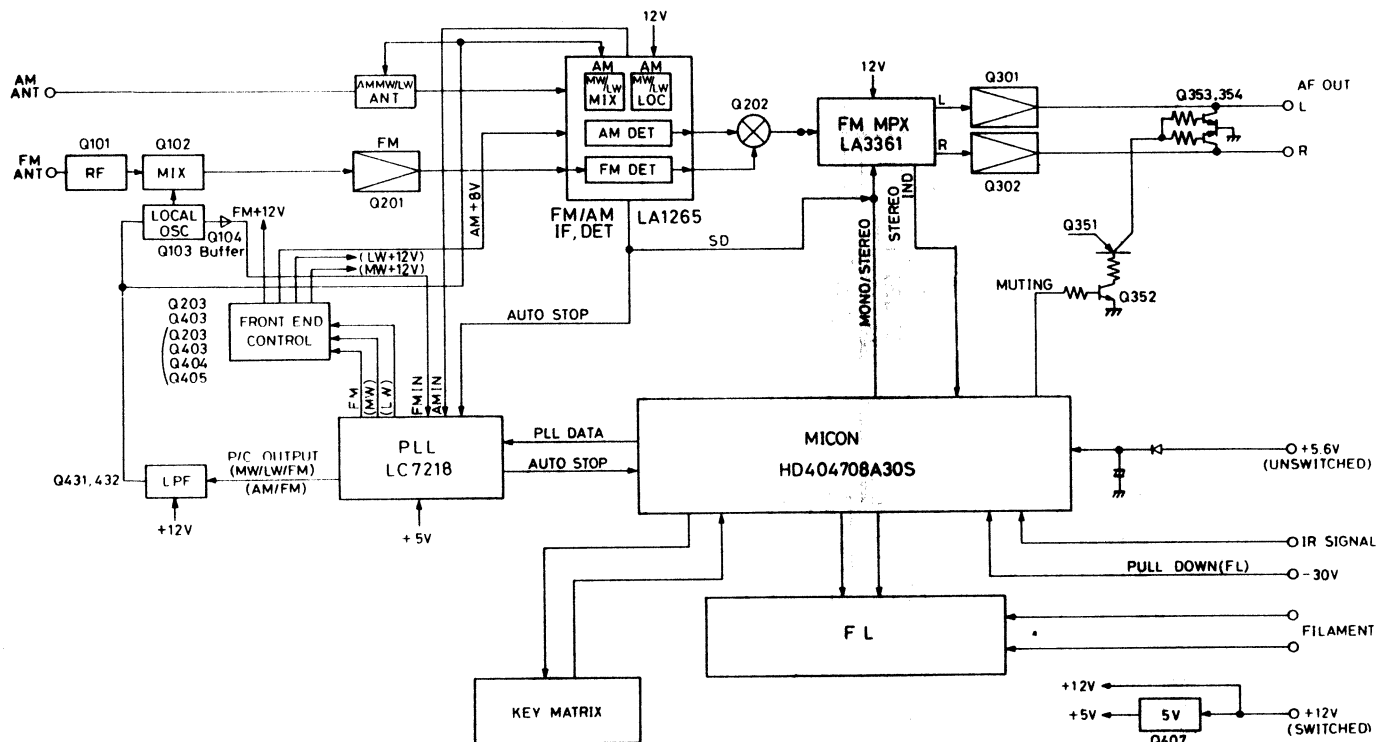 12V
AM
ANT
AM MW/LW
ANT
AM
MW/LW
MIX
AM
MW/LW
LOC
AM DET
FM DET
FM/AM
IF, DET
LA1265
Q202
12V
FM MPX
LA3361
L
R
Q301
Q302
Q353,354
AF OUT
L
R
FM
ANT
Q101
RF
Q102
MIX
FM
Q201
LOCAL
OSC
Q103
Q104
Buffer
FM+12V
AM+8V
(LW+12V)
(MW+12V)
SD
MONO/STEREO
STEREO
IND
Q351
MUTING
Q352
Q203
Q403
Q203
Q403
Q404
Q405
FRONT END
CONTROL
AUTO STOP
FM
(MW)
(LW)
FMIN
AMIN
PLL
LC7218
+5V
P/C OUTPUT
(MW/LW/FM)
(AM/FM)
Q431,432
LPF
+12V
PLL DATA
AUTO STOP
MICON
HD404708A30S
+5.6V
(UNSWITCHED)
IR SIGNAL
PULL DOWN(FL)
-30V
FL
FILAMENT
KEY MATRIX
+12V
+5V
5V
Q607
+12V
(SWITCHED)